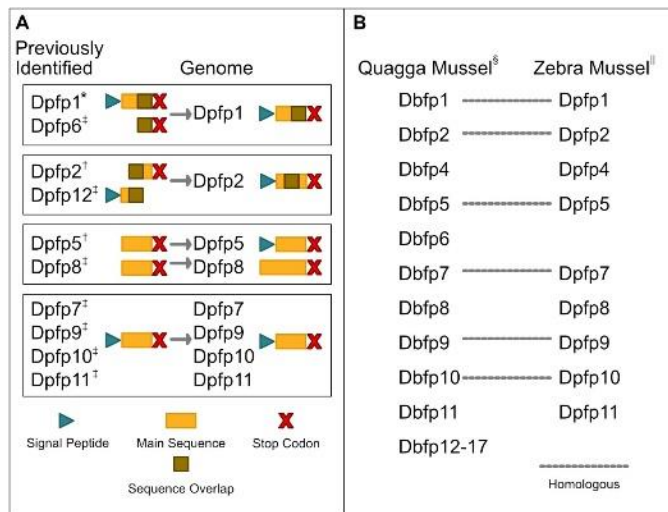 A
Previously
Identified
Genome
Dpfp1*
Dpfp6‡
Dpfp1
Dpfp2†
Dpfp12‡
Dpfp2
Dpfp5†
Dpfp8‡
Dpfp5
Dpfp8
Dpfp7‡
Dpfp9‡
Dpfp10‡
Dpfp11‡
Dpfp7
Dpfp9
Dpfp10
Dpfp11
Signal Peptide
Main Sequence
Stop Codon
Sequence Overlap
B
Quagga Mussel§ Zebra Mussel||
Dbfp1 Dpfp1
Dbfp2 Dpfp2
Dbfp4 Dpfp4
Dbfp5 Dpfp5
Dbfp6
Dbfp7 Dpfp7
Dbfp8 Dpfp8
Dbfp9 Dpfp9
Dbfp10 Dpfp10
Dbfp11 Dpfp11
Dbfp12-17
Homologous